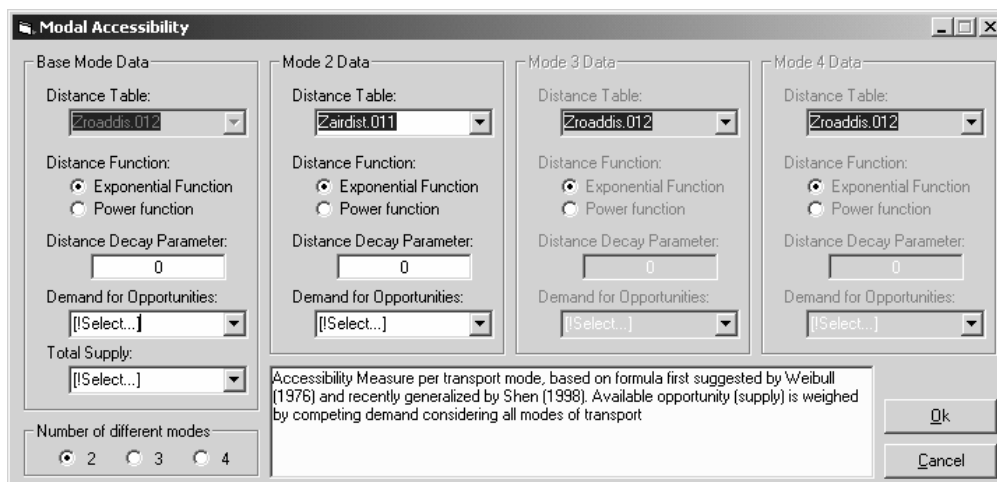 Modal Accessibility
Base Mode Data
Distance Table:
Zroaddis.012
Distance Function:
Exponential Function
Power function
Distance Decay Parameter:
0
Demand for Opportunities:
[!Select...]
Total Supply:
[!Select...]
Number of different modes
2 3 4
Mode 2 Data
Distance Table:
Zairdist.011
Distance Function:
Exponential Function
Power function
Distance Decay Parameter:
0
Demand for Opportunities:
[!Select...]
Mode 3 Data
Distance Table:
Zroaddis.012
Distance Function:
Exponential Function
Power function
Distance Decay Parameter:
0
Demand for Opportunities:
[!Select...]
Mode 4 Data
Distance Table:
Zroaddis.012
Distance Function:
Exponential Function
Power function
Distance Decay Parameter:
0
Demand for Opportunities:
[!Select...]
Accessibility Measure per transport mode, based on formula first suggested by Weibull
(1976) and recently generalized by Shen (1998). Available opportunity (supply) is weighed
by competing demand considering all modes of transport
Ok
Cancel